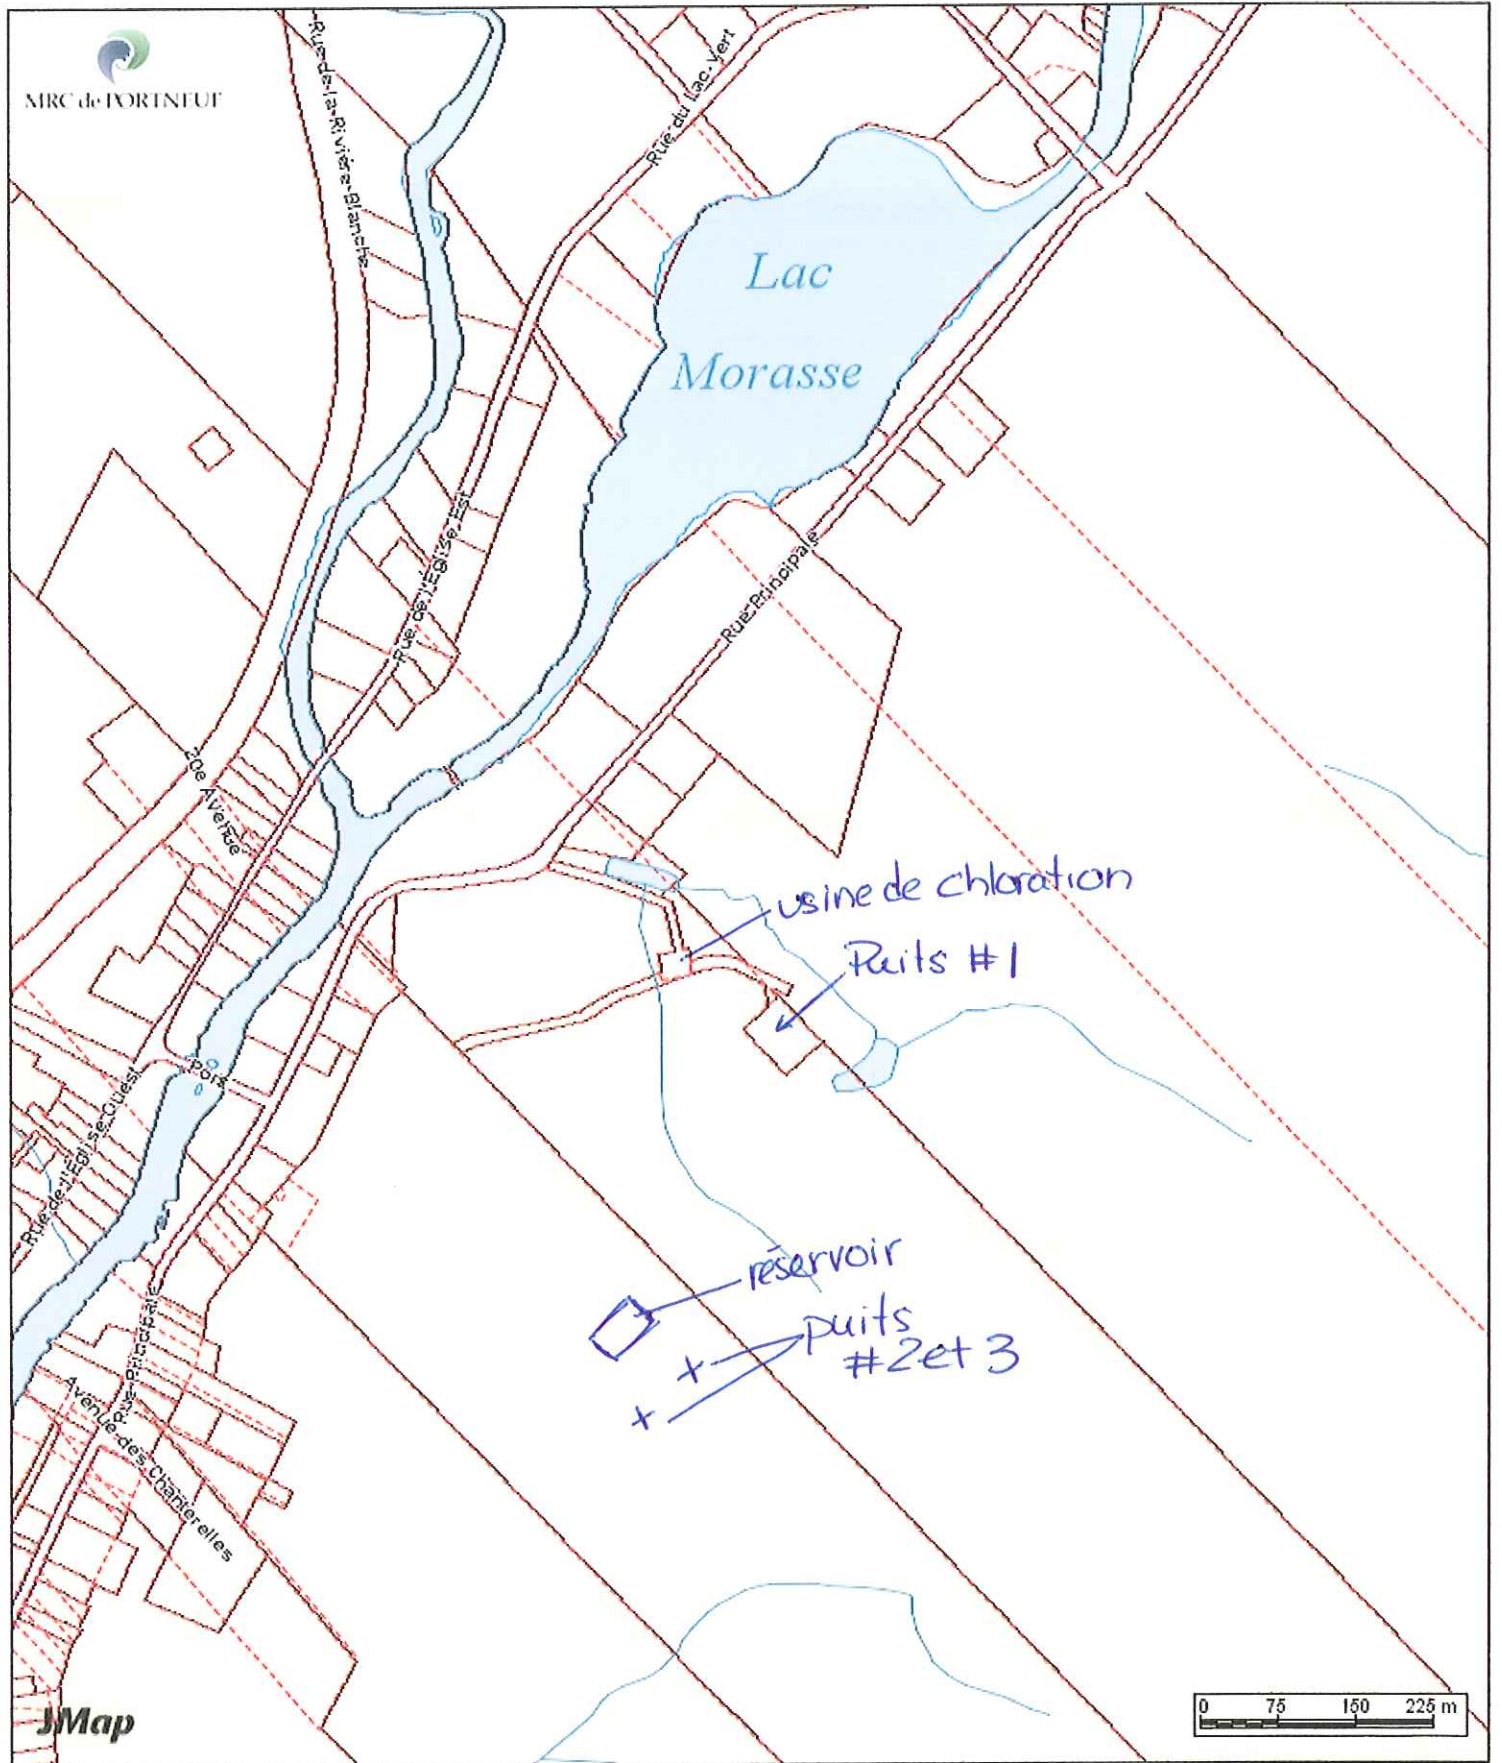 MRC de PORTNEUF
Rue-de-la-Rivière-Blanche
Rue du Lac-Vert
Lac
Morasse
Rue de l'Église Est
Rue Principale
20e Avenue
usine de chloration
Puits #1
Pont
Rue de l'Église Ouest
réservoir
puits
#2 et 3
Rue Principale
Avenue des Chanterelles
JMap
0 75 150 225 m